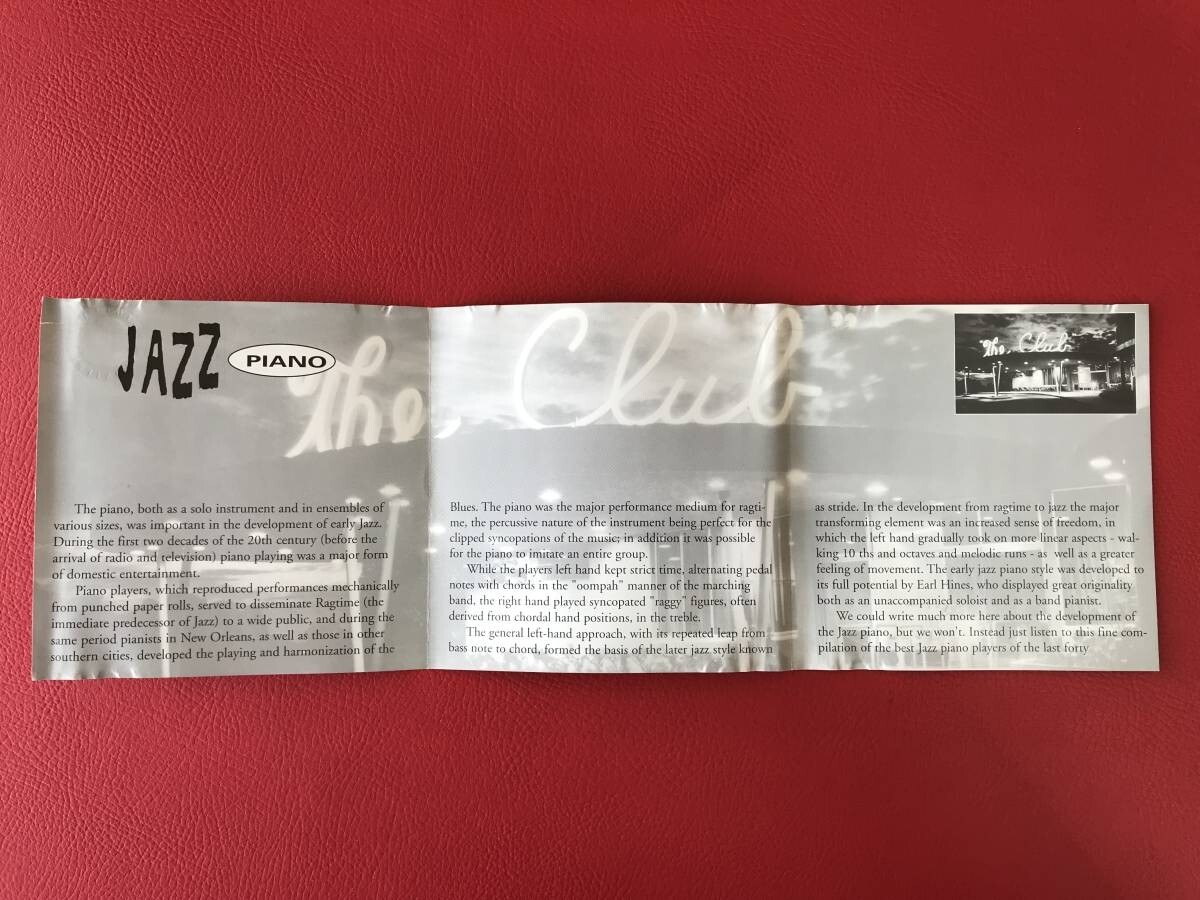 JAZZ PIANO
"The, Club"
The, Club
The piano, both as a solo instrument and in ensembles of
various sizes, was important in the development of early Jazz.
During the first two decades of the 20th century (before the
arrival of radio and television) piano playing was a major form
of domestic entertainment.
Piano players, which reproduced performances mechanically
from punched paper rolls, served to disseminate Ragtime (the
immediate predecessor of Jazz) to a wide public, and during the
same period pianists in New Orleans, as well as those in other
southern cities, developed the playing and harmonization of the
Blues. The piano was the major performance medium for ragti-
me, the percussive nature of the instrument being perfect for the
clipped syncopations of the music; in addition it was possible
for the piano to imitate an entire group.
While the players left hand kept strict time, alternating pedal
notes with chords in the "oompah" manner of the marching
band, the right hand played syncopated "raggy" figures, often
derived from chordal hand positions, in the treble.
The general left-hand approach, with its repeated leap from
bass note to chord, formed the basis of the later jazz style known
as stride. In the development from ragtime to jazz the major
transforming element was an increased sense of freedom, in
which the left hand gradually took on more linear aspects - wal-
king 10 ths and octaves and melodic runs - as well as a greater
feeling of movement. The early jazz piano style was developed to
its full potential by Earl Hines, who displayed great originality
both as an unaccompanied soloist and as a band pianist.
We could write much more here about the development of
the Jazz piano, but we won't. Instead just listen to this fine com-
pilation of the best Jazz piano players of the last forty